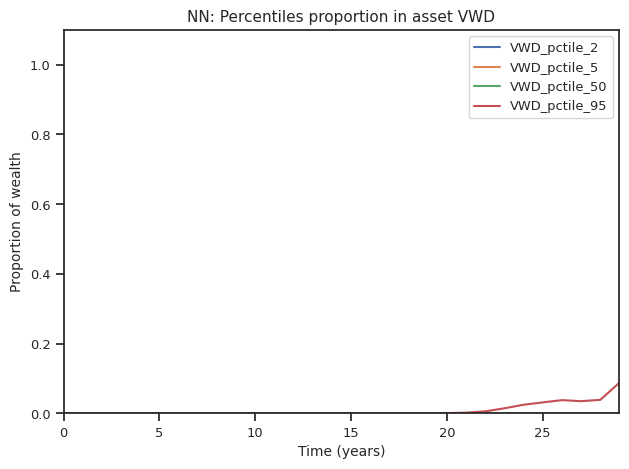 NN: Percentiles proportion in asset VWD
VWD_pctile_2
VWD_pctile_5
VWD_pctile_50
VWD_pctile_95
Proportion of wealth
1.0
0.8
0.6
0.4
0.2
0.0
0 5 10 15 20 25
Time (years)